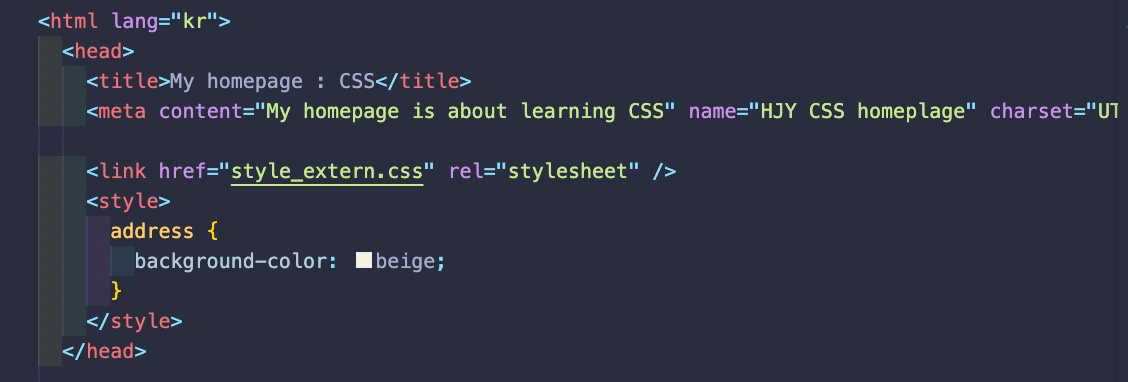 <html lang="kr">
<head>
<title>My homepage : CSS</title>
<meta content="My homepage is about learning CSS" name="HJY CSS homeplage" charset="UT
<link href="style_extern.css" rel="stylesheet" />
<style>
address {
background-color: beige;
}
</style>
</head>